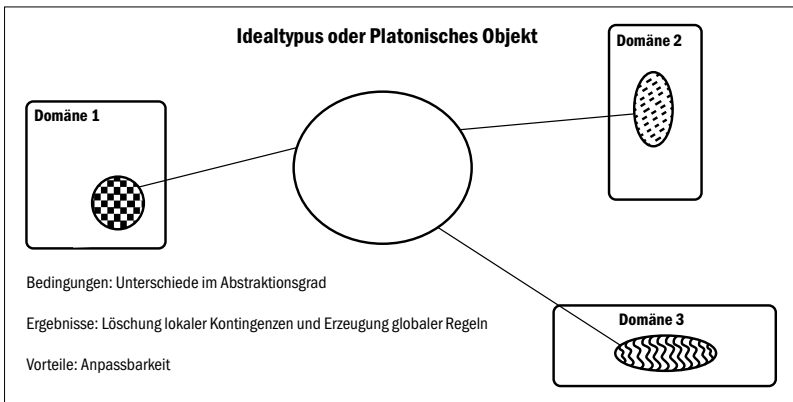 Idealtypus oder Platonisches Objekt
Domäne 1
Domäne 2
Domäne 3
Bedingungen: Unterschiede im Abstraktionsgrad
Ergebnisse: Löschung lokaler Kontingenzen und Erzeugung globaler Regeln
Vorteile: Anpassbarkeit